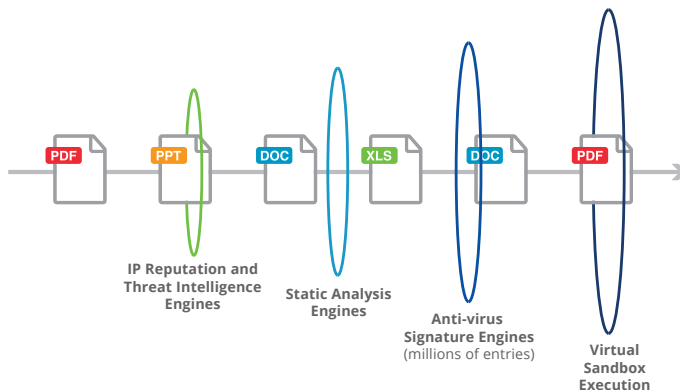 PDF
PPT
DOC
XLS
DOC
PDF
IP Reputation and
Threat Intelligence
Engines
Static Analysis
Engines
Anti-virus
Signature Engines
(millions of entries)
Virtual
Sandbox
Execution